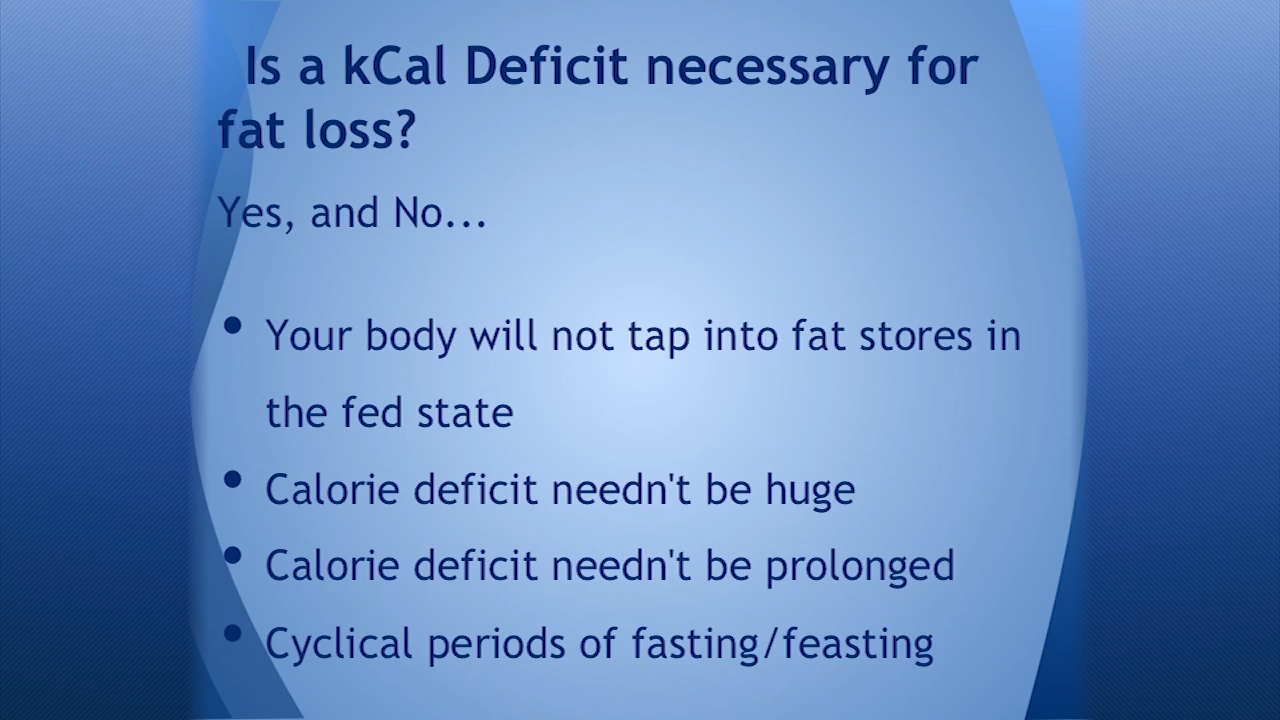 Is a kCal Deficit necessary for
fat loss?
Yes, and No...
• Your body will not tap into fat stores in
the fed state
• Calorie deficit needn't be huge
• Calorie deficit needn't be prolonged
• Cyclical periods of fasting/feasting